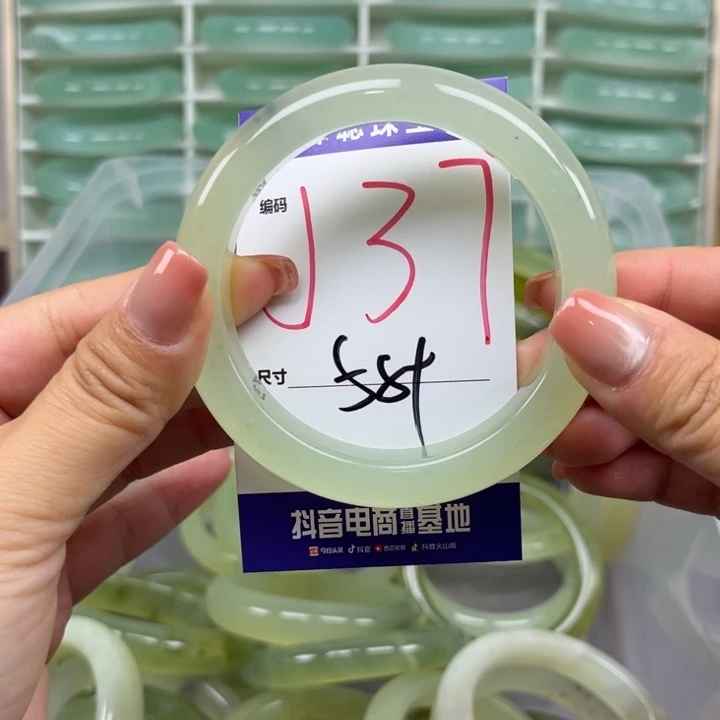 编码 J37
尺寸 584
抖音电商直播基地
今日头条 抖音 西瓜视频 抖音火山版